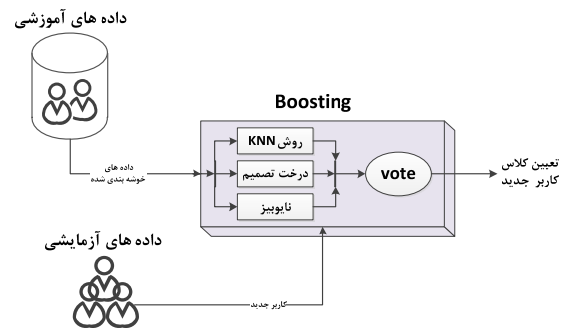 داده های آموزشی
Boosting
روش KNN
داده های
خوشه بندی شده
درخت تصمیم
vote
تعیین کلاس
کاربر جدید
نایوبیز
داده های آزمایشی
کاربر جدید